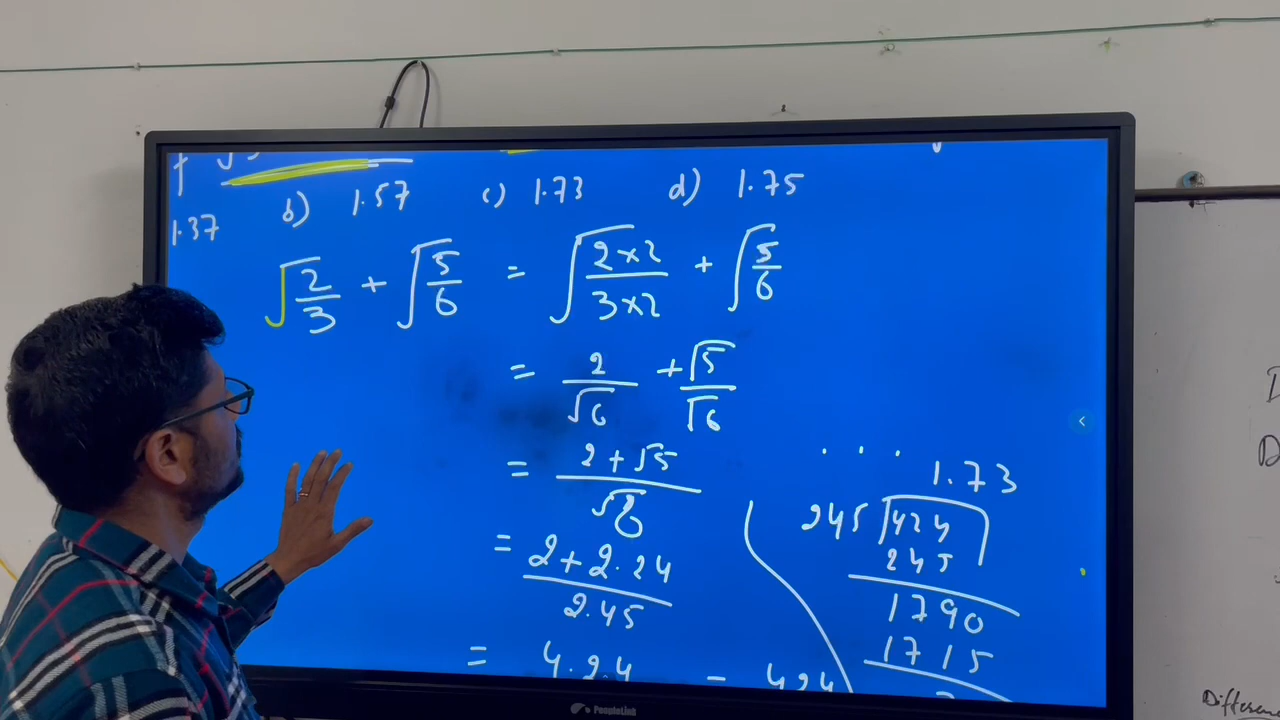 1.37 b) 1.57 c) 1.73 d) 1.75
√2/3 + √5/6 = √2×2/3×2 + √5/6
= 2/√6 + √5/√6
= 2+√5/√6
= 2+2.24/2.45
= 4.24 = 424
1.73
245 √424
245
1790
1715
PeopleLink
D
D
Differen